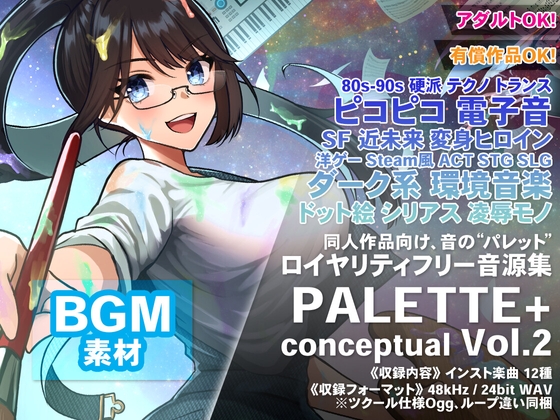 アダルトOK!
有償作品OK!
80s-90s 硬派 テクノ トランス
ピコピコ 電子音
SF 近未来 変身ヒロイン
洋ゲー Steam風 ACT STG SLG
ダーク系 環境音楽
ドット絵 シリアス 凌辱モノ
同人作品向け、音の“パレット”
ロイヤリティフリー音源集
PALETTE+
conceptual Vol.2
《収録内容》 インスト楽曲 12種
《収録フォーマット》 48kHz / 24bit WAV
※ツクール仕様Ogg、ループ違い同梱
BGM
素材